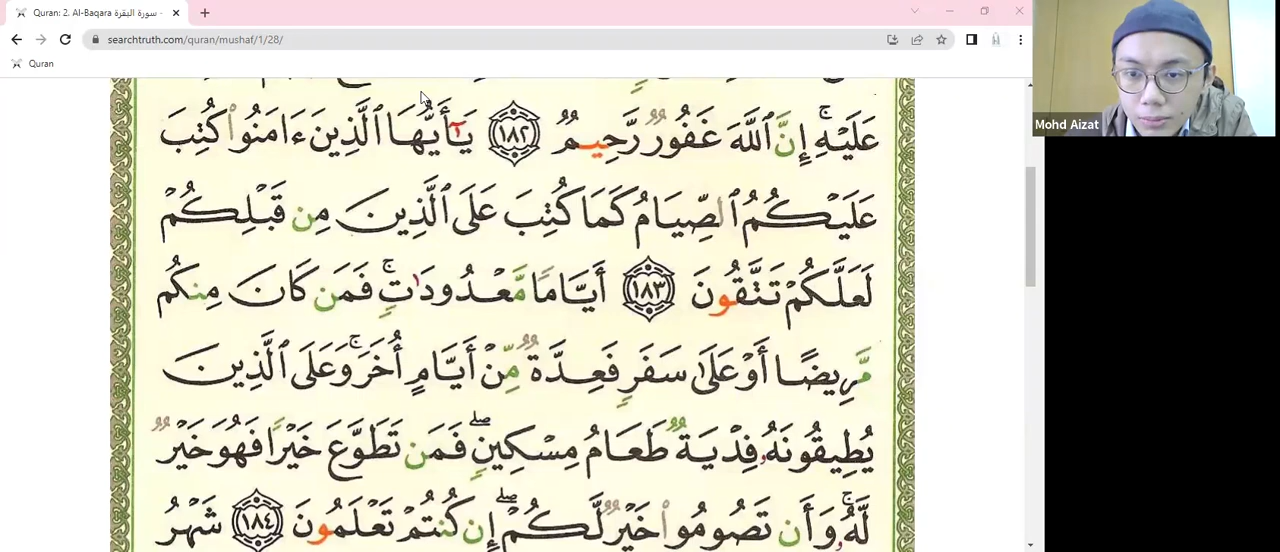 Quran: 2. Al-Baqara سورة البقرة -
searchtruth.com/quran/mushaf/1/28/
Quran
عَلَيْهِۚ إِنَّ ٱللَّهَ غَفُورٌ رَّحِيمٌ ١٨٢ يَـٰٓأَيُّهَا ٱلَّذِينَ ءَامَنُوا۟ كُتِبَ
عَلَيْكُمُ ٱلصِّيَامُ كَمَا كُتِبَ عَلَى ٱلَّذِينَ مِن قَبْلِكُمْ
لَعَلَّكُمْ تَتَّقُونَ ١٨٣ أَيَّامًا مَّعْدُودَٰتٍۚ فَمَن كَانَ مِنكُم
مَّرِيضًا أَوْ عَلَىٰ سَفَرٍ فَعِدَّةٌ مِّنْ أَيَّامٍ أُخَرَۚ وَعَلَى ٱلَّذِينَ
يُطِيقُونَهُۥ فِدْيَةٌ طَعَامُ مِسْكِينٍۖ فَمَن تَطَوَّعَ خَيْرًا فَهُوَ خَيْرٌ
لَّهُۥۚ وَأَن تَصُومُوا۟ خَيْرٌ لَّكُمْۖ إِن كُنتُمْ تَعْلَمُونَ ١٨٤ شَهْرُ
Mohd Aizat